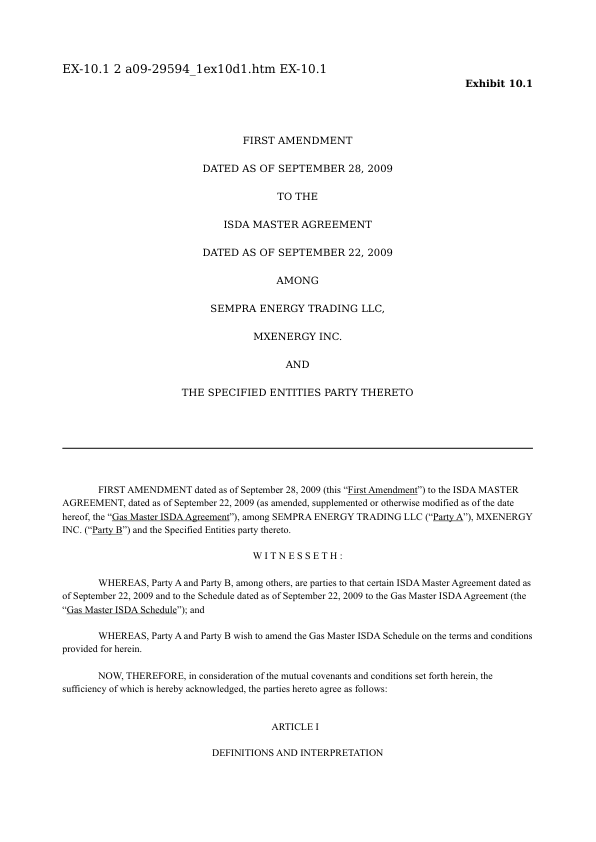 EX-10.1 2 a09-29594_1ex10d1.htm EX-10.1
Exhibit 10.1
FIRST AMENDMENT
DATED AS OF SEPTEMBER 28, 2009
TO THE
ISDA MASTER AGREEMENT
DATED AS OF SEPTEMBER 22, 2009
AMONG
SEMPRA ENERGY TRADING LLC,
MXENERGY INC.
AND
THE SPECIFIED ENTITIES PARTY THERETO
FIRST AMENDMENT dated as of September 28, 2009 (this “First Amendment”) to the ISDA MASTER
AGREEMENT, dated as of September 22, 2009 (as amended, supplemented or otherwise modified as of the date
hereof, the “Gas Master ISDA Agreement”), among SEMPRA ENERGY TRADING LLC (“Party A”), MXENERGY
INC. (“Party B”) and the Specified Entities party thereto.
W I T N E S S E T H :
WHEREAS, Party A and Party B, among others, are parties to that certain ISDA Master Agreement dated as
of September 22, 2009 and to the Schedule dated as of September 22, 2009 to the Gas Master ISDA Agreement (the
“Gas Master ISDA Schedule”); and
WHEREAS, Party A and Party B wish to amend the Gas Master ISDA Schedule on the terms and conditions
provided for herein.
NOW, THEREFORE, in consideration of the mutual covenants and conditions set forth herein, the
sufficiency of which is hereby acknowledged, the parties hereto agree as follows:
ARTICLE I
DEFINITIONS AND INTERPRETATION